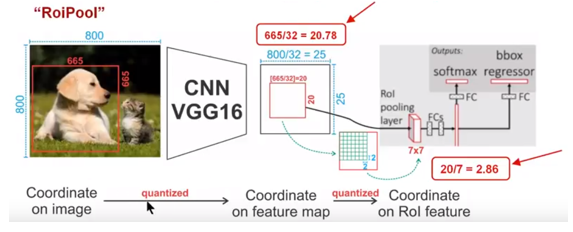 “RoiPool”
665/32 = 20.78
800
800/32 = 25
665
665
800
CNN
VGG16
[665/32]=20
20
25
Outputs:
bbox
softmax
regressor
RoI
pooling
layer
FC
FC
FCs
7x7
2
2
20/7 = 2.86
Coordinate
on image
quantized
Coordinate
on feature map
quantized
Coordinate
on RoI feature